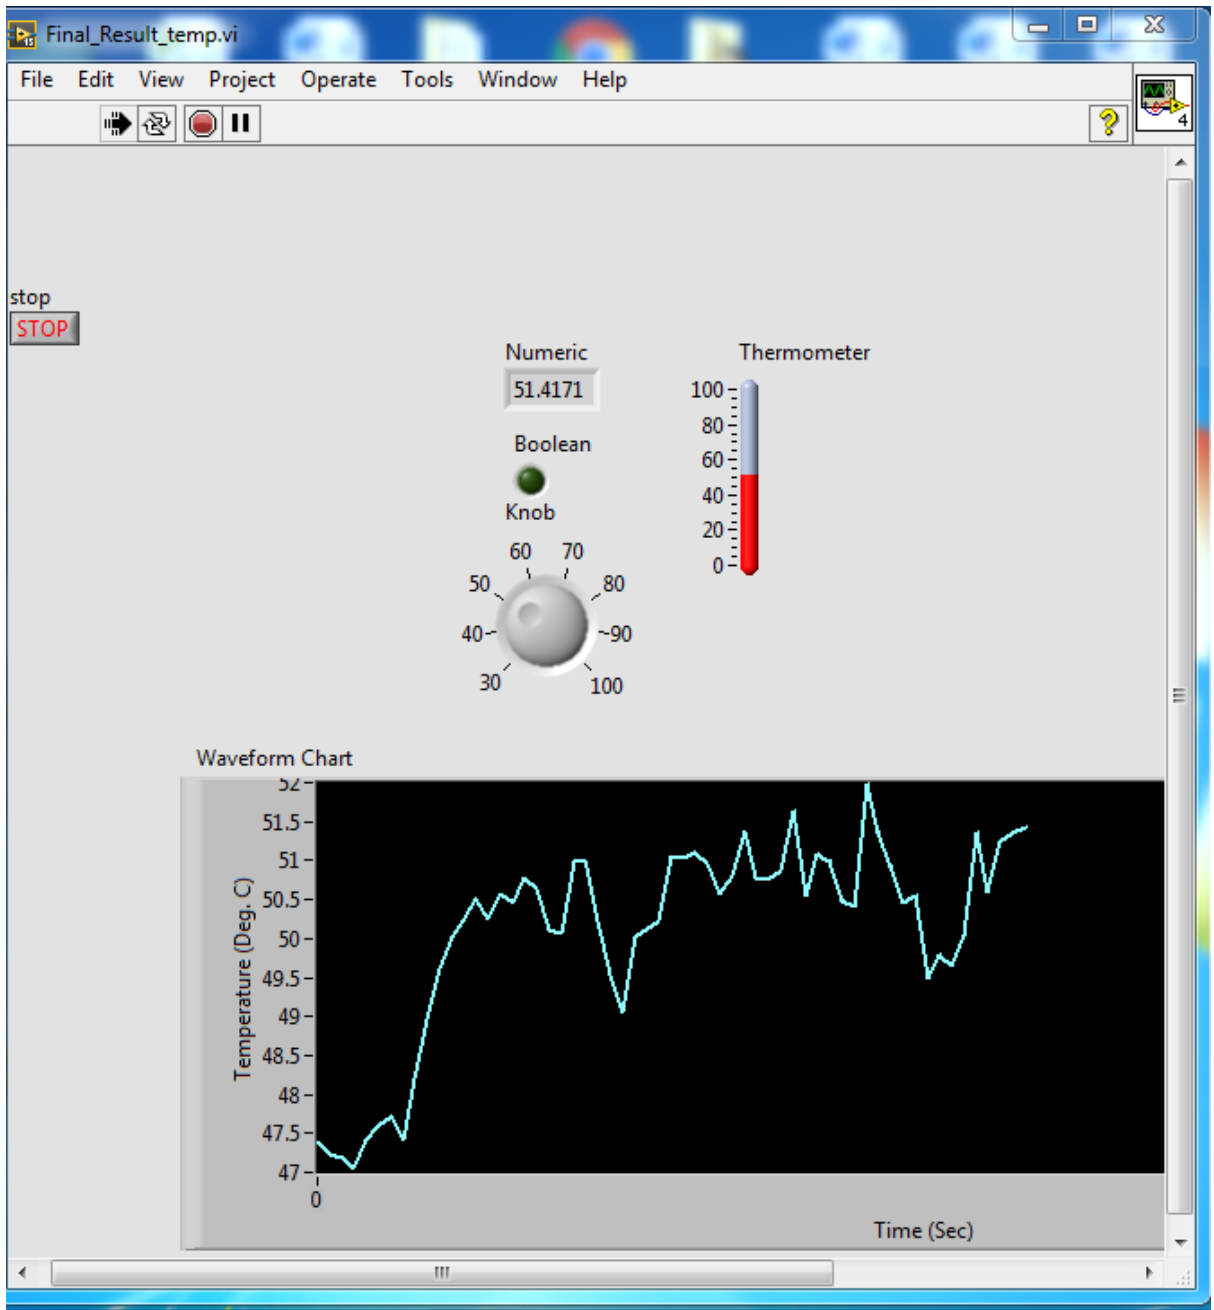 Final_Result_temp.vi
File Edit View Project Operate Tools Window Help
4
stop
STOP
Numeric
51.4171
Boolean
Knob
60 70
50 80
40 90
30 100
Thermometer
100
80
60
40
20
0
Waveform Chart
52
51.5
51
50.5
50
49.5
49
48.5
48
47.5
47
Temperature (Deg. C)
0
Time (Sec)